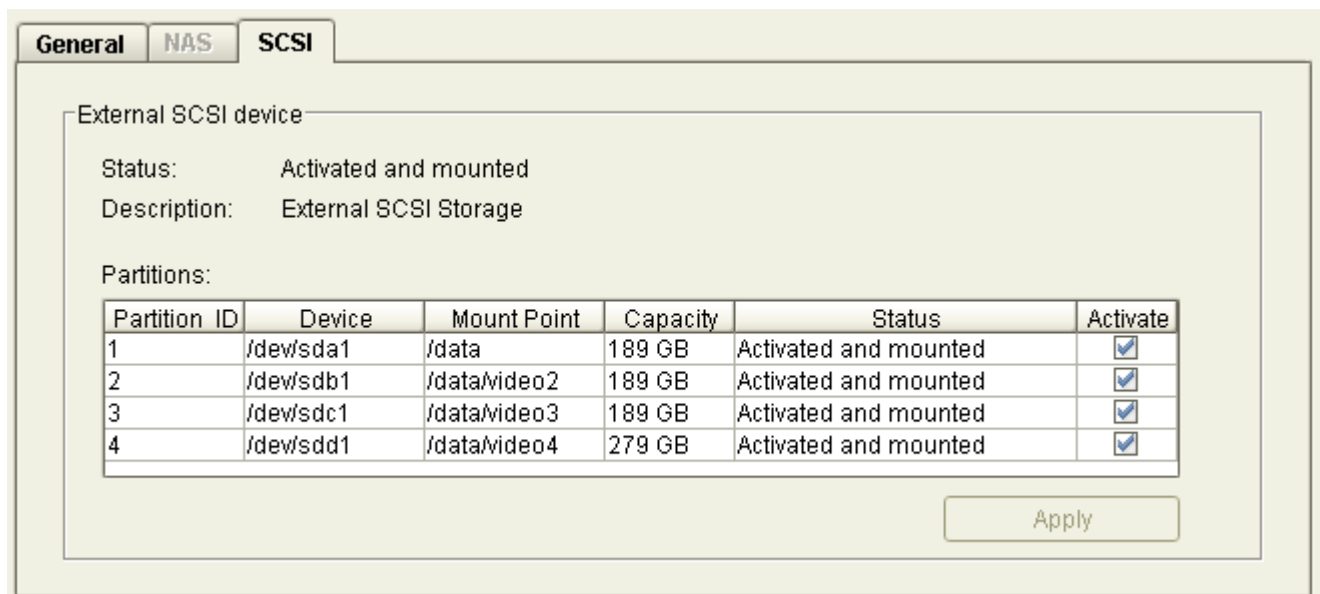 General NAS SCSI
External SCSI device
Status: Activated and mounted
Description: External SCSI Storage
Partitions:
Partition ID Device Mount Point Capacity Status Activate
1 /dev/sda1 /data 189 GB Activated and mounted
2 /dev/sdb1 /data/video2 189 GB Activated and mounted
3 /dev/sdc1 /data/video3 189 GB Activated and mounted
4 /dev/sdd1 /data/video4 279 GB Activated and mounted
Apply